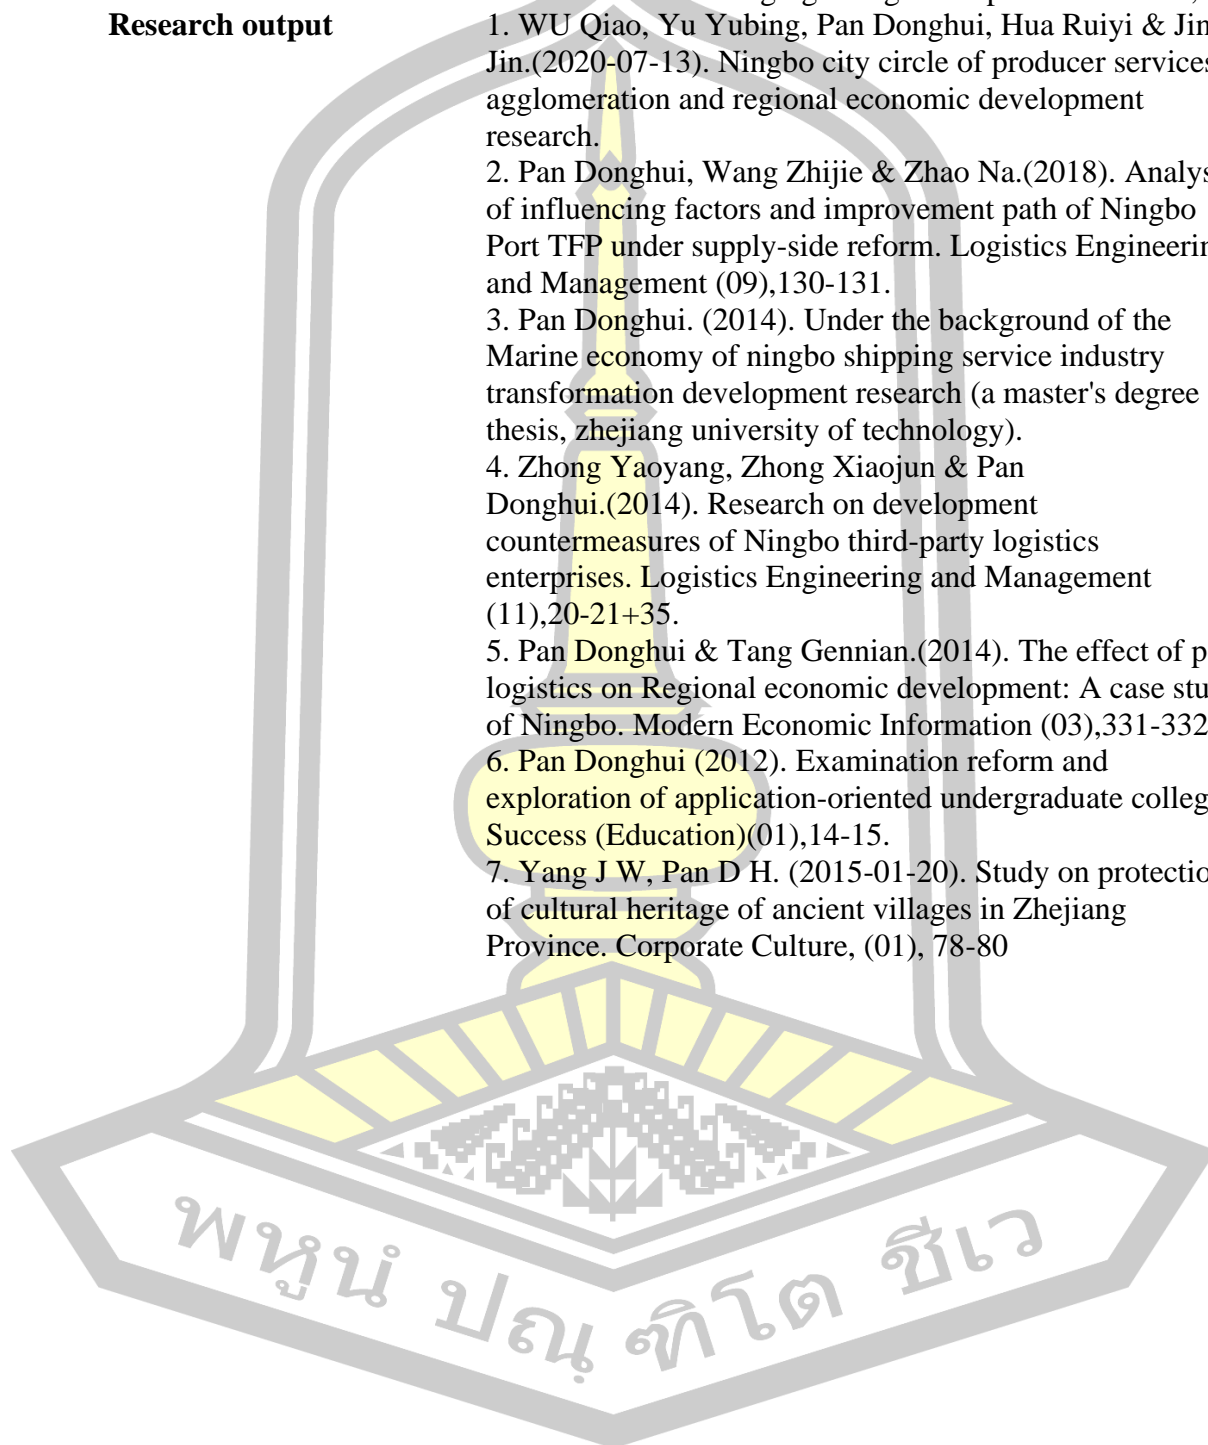 Research output
1. WU Qiao, Yu Yubing, Pan Donghui, Hua Ruiyi & Jin
Jin.(2020-07-13). Ningbo city circle of producer services
agglomeration and regional economic development
research.
2. Pan Donghui, Wang Zhijie & Zhao Na.(2018).
of influencing factors and improvement path of Ningbo
Port TFP under supply-side reform. Logistics
and Management (09),130-131.
3. Pan Donghui. (2014). Under the background of the
Marine economy of ningbo shipping service industry
transformation development research (a master's degree
thesis, zhejiang university of technology).
4. Zhong Yaoyang, Zhong Xiaojun & Pan
Donghui.(2014). Research on development
countermeasures of Ningbo third-party logistics
enterprises. Logistics Engineering and Management
(11),20-21+35.
5. Pan Donghui & Tang Gennian.(2014). The effect of
logistics on Regional economic development: A case
of Ningbo. Modern Economic Information (03),331-332
6. Pan Donghui (2012). Examination reform and
exploration of application-oriented undergraduate
Success (Education)(01),14-15.
7. Yang J W, Pan D H. (2015-01-20). Study on
of cultural heritage of ancient villages in Zhejiang
Province. Corporate Culture, (01), 78-80
พหูนํ ปณฺฑิโต ชีเว